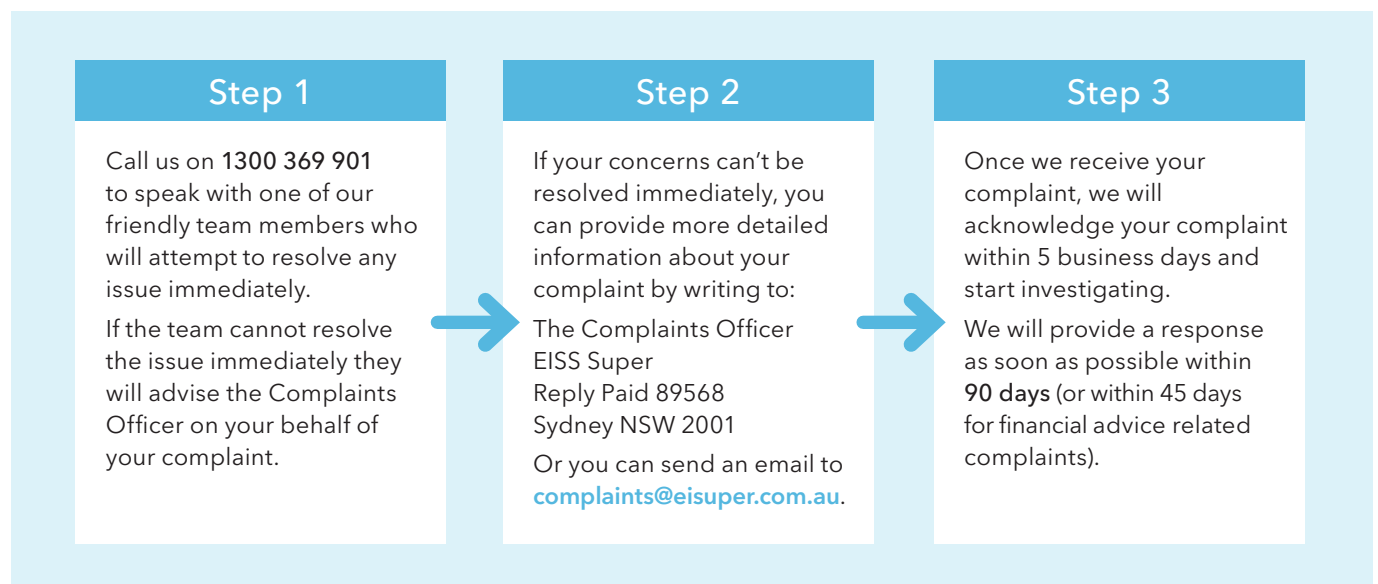 Step 1
Call us on 1300 369 901
to speak with one of our
friendly team members who
will attempt to resolve any
issue immediately.
If the team cannot resolve
the issue immediately they
will advise the Complaints
Officer on your behalf of
your complaint.
Step 2
If your concerns can’t be
resolved immediately, you
can provide more detailed
information about your
complaint by writing to:
The Complaints Officer
EISS Super
Reply Paid 89568
Sydney NSW 2001
Or you can send an email to
complaints@eisuper.com.au.
Step 3
Once we receive your
complaint, we will
acknowledge your complaint
within 5 business days and
start investigating.
We will provide a response
as soon as possible within
90 days (or within 45 days
for financial advice related
complaints).